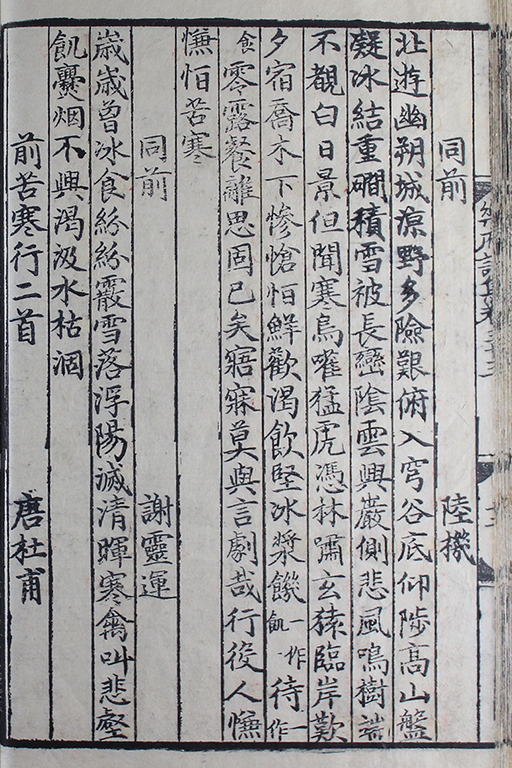 同前 陸機
北遊幽朔城凉野多險艱俯入穹谷底仰陟高山盤
凝冰結重磵積雪被長巒陰雲興巖側悲風鳴樹端
不覩白日景但聞寒鳥嚾猛虎憑林嘯玄猿臨岸歎
夕宿喬木下慘愴恒鮮歡渴飲堅冰漿饑一作飢待一作
食零露餐離思固已矣寤寐莫與言劇哉行役人慊
慊恒苦寒
同前 謝靈運
歲歲曾冰食紛紛霰雪落浮陽減清暉寒禽叫悲壑
飢爨烟不興渴汲水枯涸
前苦寒行二首 唐杜甫